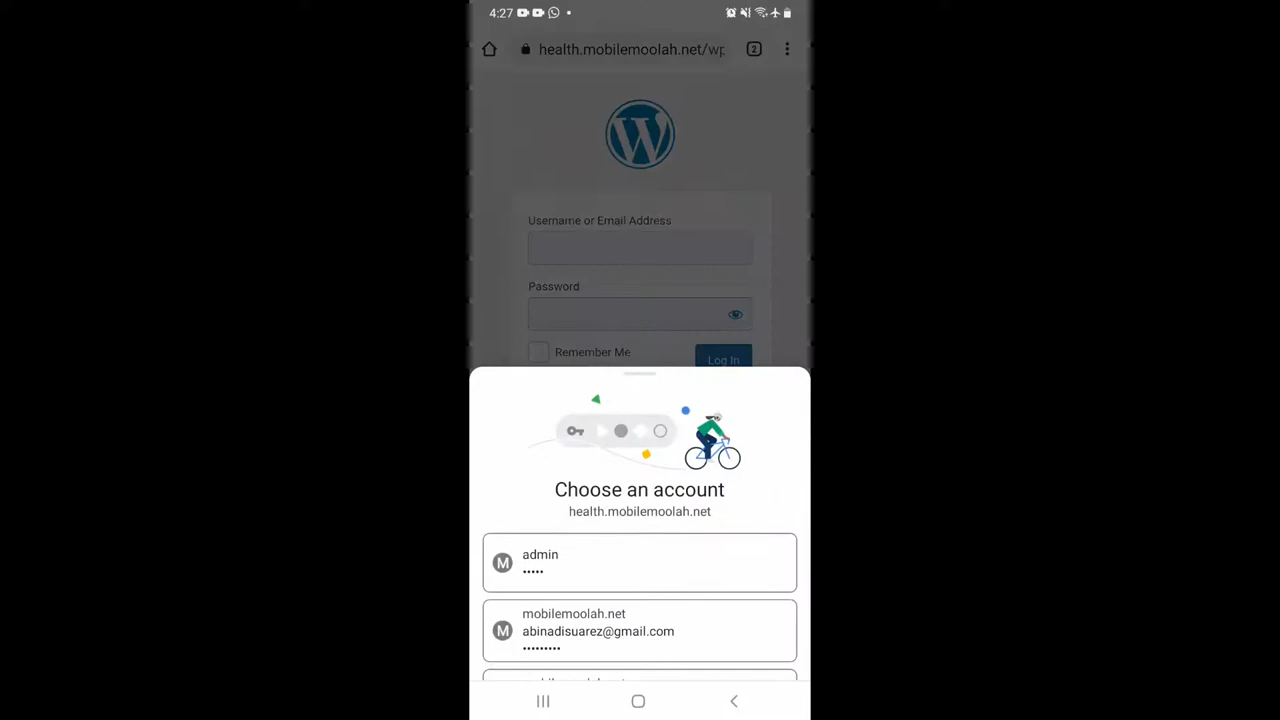 4:27
health.mobilemoolah.net/wp
2
W
Username or Email Address
Password
Remember Me
Log In
Choose an account
health.mobilemoolah.net
M
admin
•••••
mobilemoolah.net
M
abinadisuarez@gmail.com
•••••••••